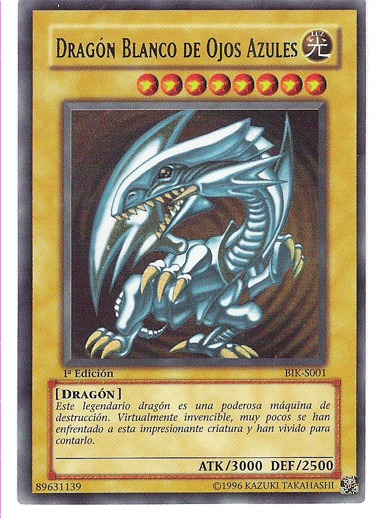 Dragón Blanco de Ojos Azules
光
1ª Edición
BIK-S001
[Dragón]
Este legendario dragón es una poderosa máquina de
destrucción. Virtualmente invencible, muy pocos se han
enfrentado a esta impresionante criatura y han vivido para
contarlo.
ATK/3000 DEF/2500
89631139
©1996 KAZUKI TAKAHASHI